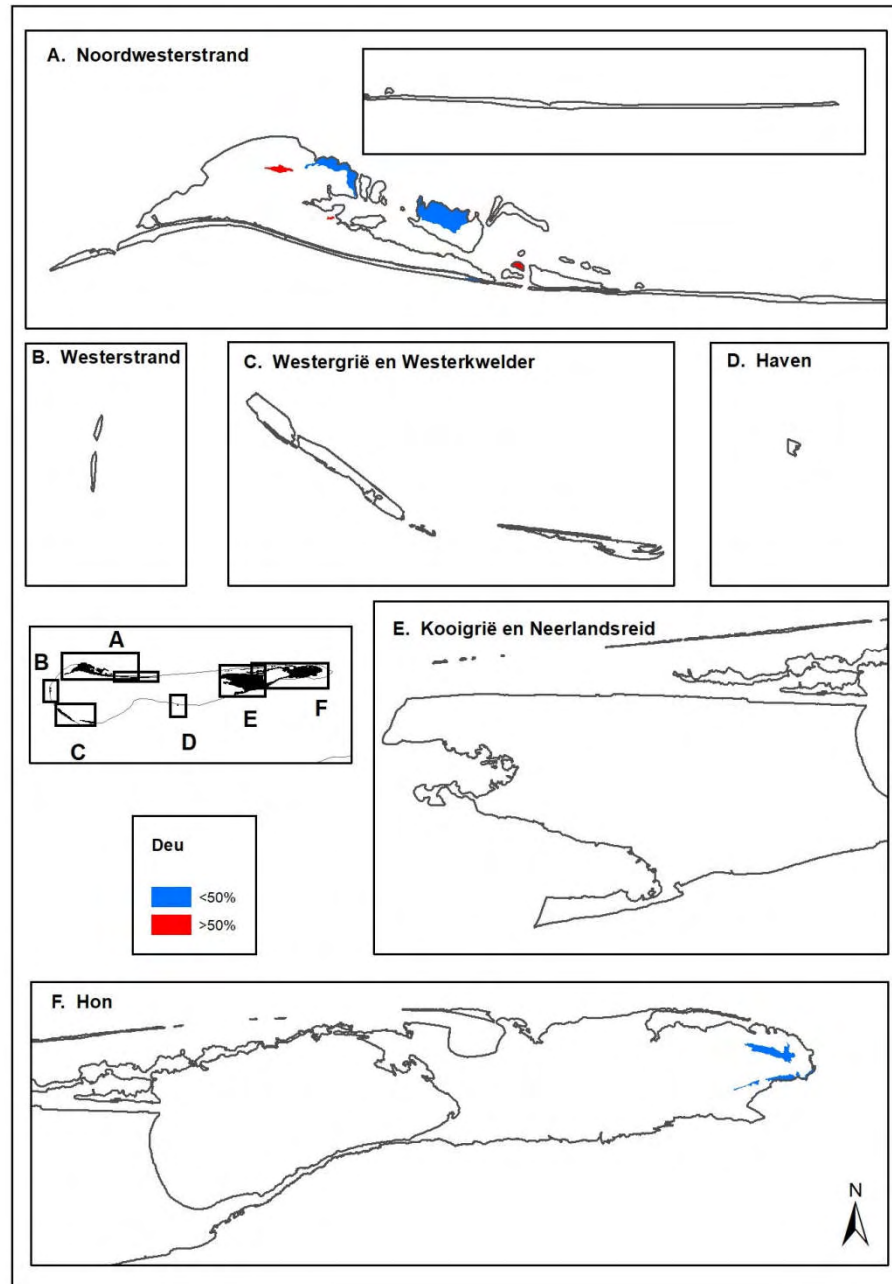 A. Noordwesterstrand
B. Westerstrand
C. Westergrië en Westerkwelder
D. Haven
A
B
C
D
E
F
E. Kooigrië en Neerlandsreid
Deu
<50%
>50%
F. Hon
N